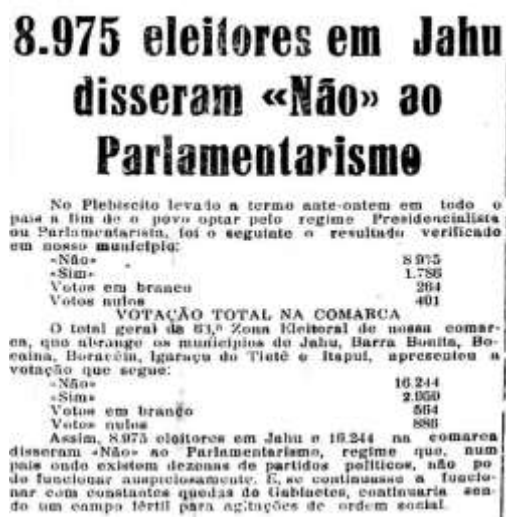 8.975 eleitores em Jahu
disseram «Não» ao
Parlamentarismo
No Plebiscito levado a termo ante-ontem em todo o
país a fim de o povo optar pelo regime Presidencialista
ou Parlamentarista, foi o seguinte o resultado verificado
em nosso município:
«Não» 8.975
«Sim» 1.786
Votos em branco 264
Votos nulos 401
VOTAÇÃO TOTAL NA COMARCA
O total geral da 63.ª Zona Eleitoral de nossa comar-
ca, que abrange os municípios de Jahu, Barra Bonita, Bo-
caina, Boracéia, Igaraçu do Tietê e Itapuí, apresentou a
votação que segue:
«Não» 16.244
«Sim» 2.959
Votos em branco 564
Votos nulos 886
Assim, 8.975 eleitores em Jahu e 16.244 na comarca
disseram «Não» ao Parlamentarismo, regime que, num
país onde existem dezenas de partidos políticos, não po
de funcionar auspiciosamente. E, se continuasse a funcio-
nar com constantes quedas de Gabinetes, continuaria sen-
do um campo fértil para agitações de ordem social.